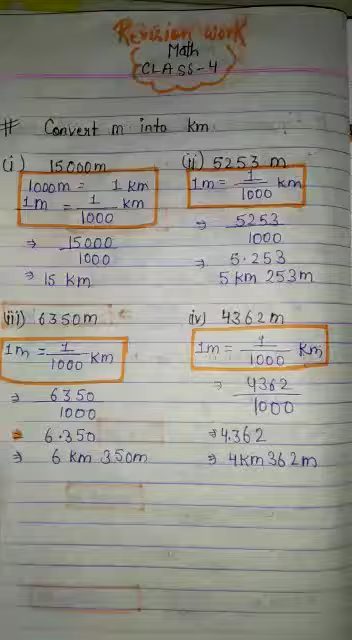 Revision work
Math
CLASS-4
# Convert m into km.
(i) 15000m
1000m = 1 km
1m = 1/1000 km
⇒ 15000/1000
⇒ 15 km
(ii) 5253 m
1m = 1/1000 km
⇒ 5253/1000
⇒ 5.253
5 km 253m
(iii) 6350m
1m = 1/1000 km
⇒ 6350/1000
⇒ 6.350
⇒ 6 km 350m
(iv) 4362m
1m = 1/1000 km
⇒ 4362/1000
⇒ 4.362
⇒ 4km 362m